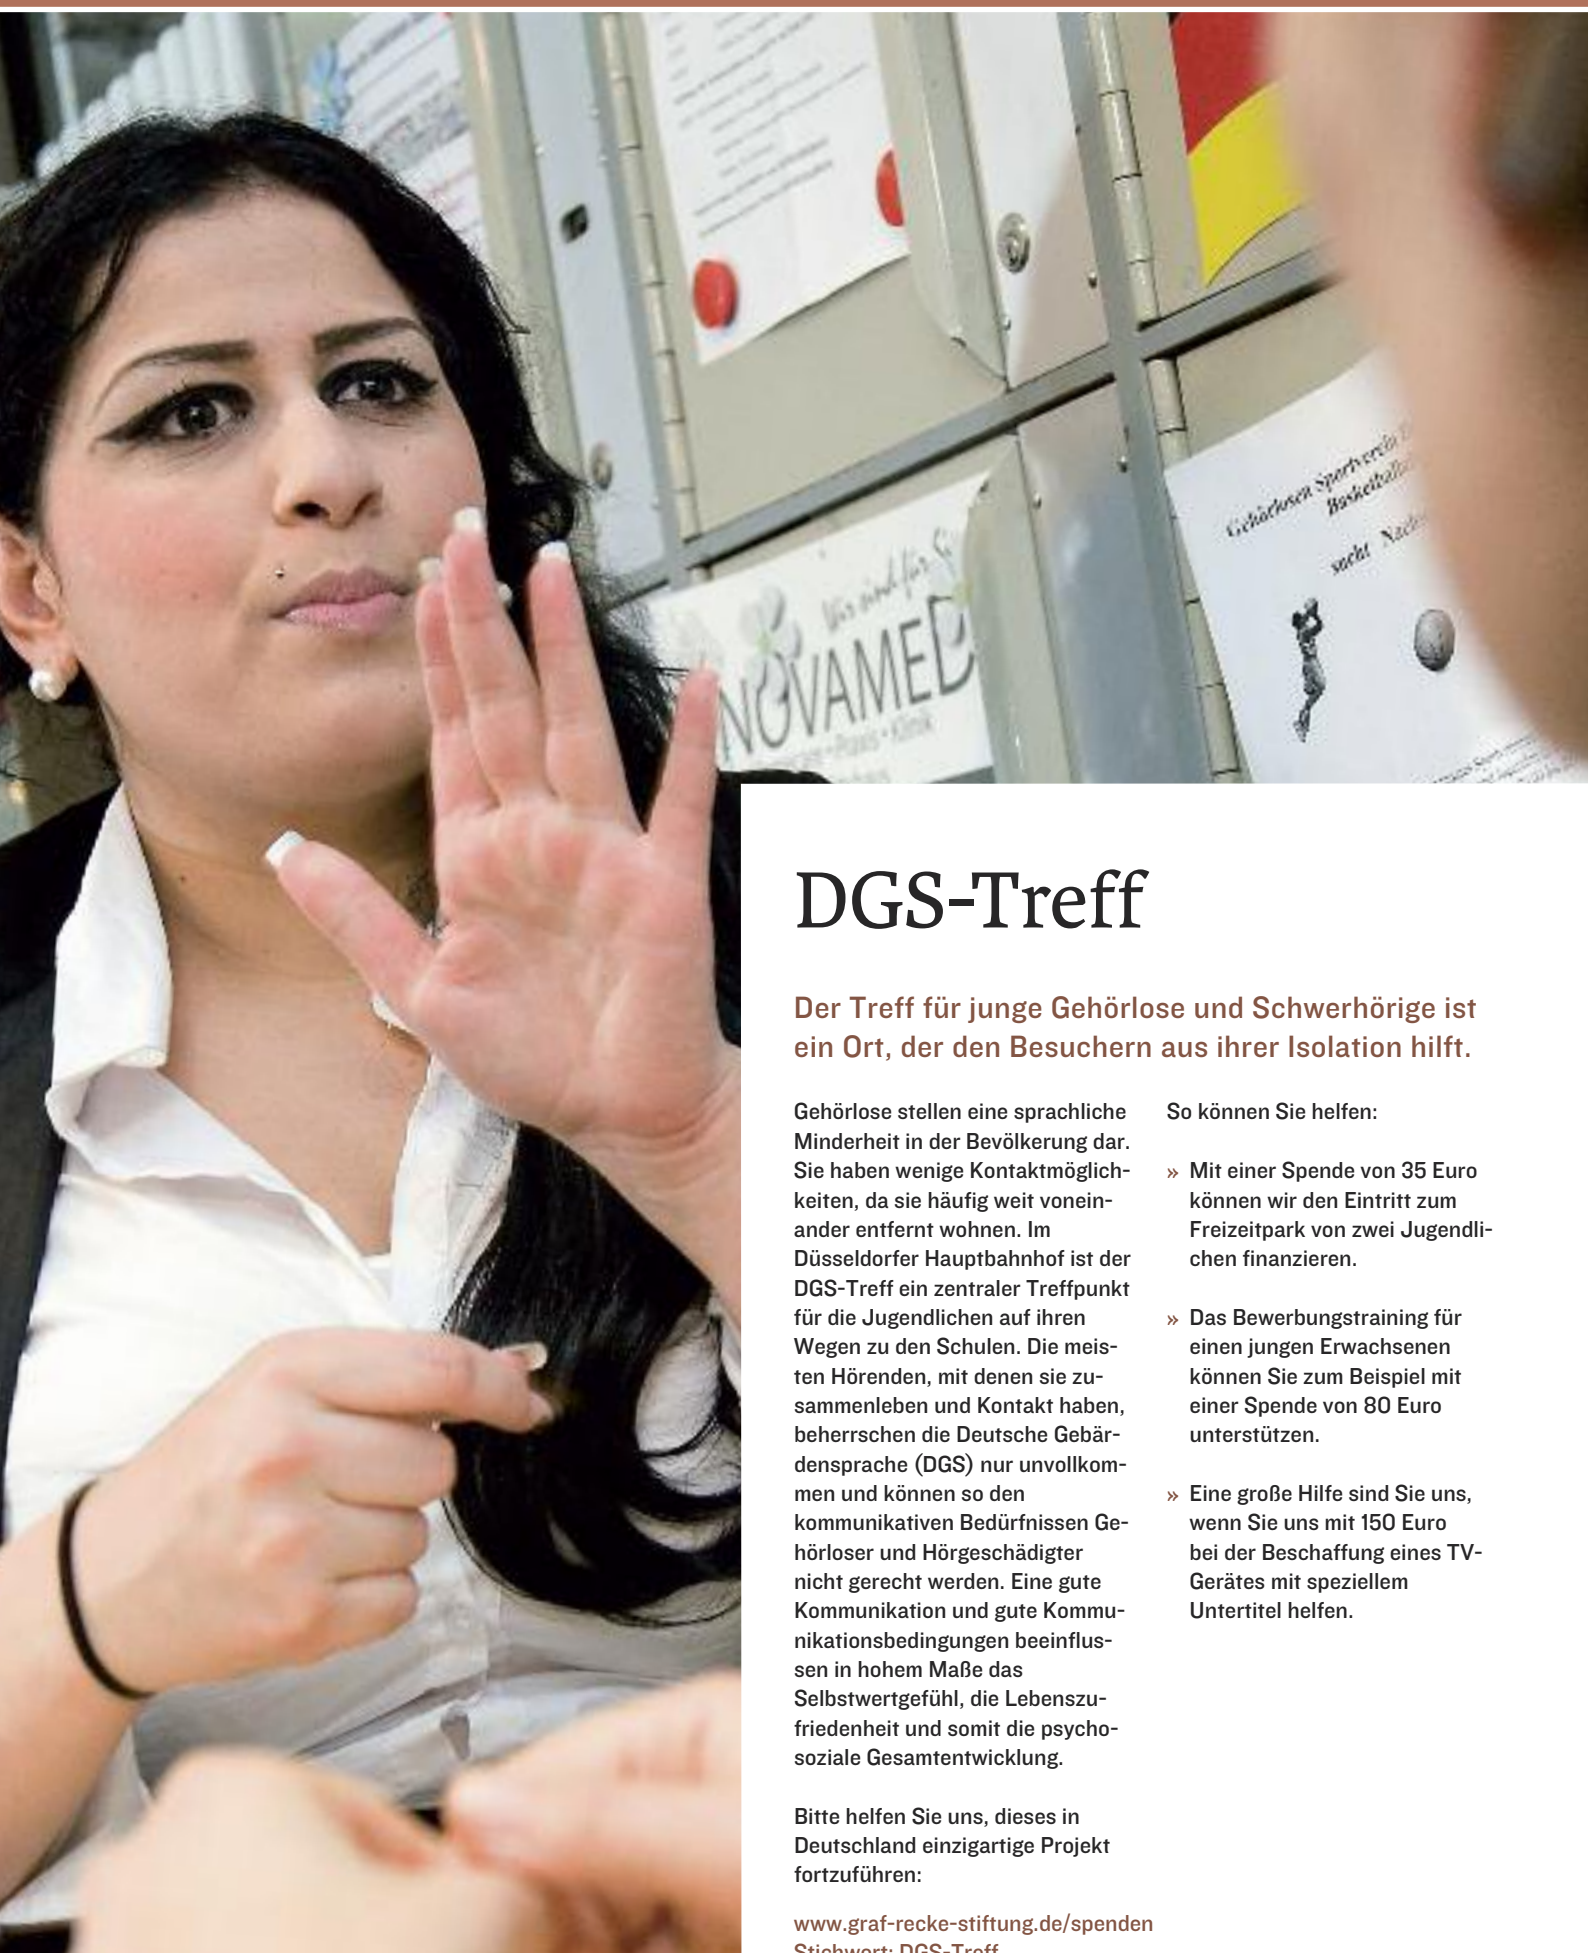 Wir sind für
NOVAMED
Praxis • Klinik
Gehörlosen Sportverein
Basketball
sucht
DGS-Treff
Der Treff für junge Gehörlose und Schwerhörige ist
ein Ort, der den Besuchern aus ihrer Isolation hilft.
Gehörlose stellen eine sprachliche
Minderheit in der Bevölkerung dar.
Sie haben wenige Kontaktmöglich-
keiten, da sie häufig weit vonein-
ander entfernt wohnen. Im
Düsseldorfer Hauptbahnhof ist der
DGS-Treff ein zentraler Treffpunkt
für die Jugendlichen auf ihren
Wegen zu den Schulen. Die meis-
ten Hörenden, mit denen sie zu-
sammenleben und Kontakt haben,
beherrschen die Deutsche Gebär-
densprache (DGS) nur unvollkom-
men und können so den
kommunikativen Bedürfnissen Ge-
hörloser und Hörgeschädigter
nicht gerecht werden. Eine gute
Kommunikation und gute Kommu-
nikationsbedingungen beeinflus-
sen in hohem Maße das
Selbstwertgefühl, die Lebenszu-
friedenheit und somit die psycho-
soziale Gesamtentwicklung.
Bitte helfen Sie uns, dieses in
Deutschland einzigartige Projekt
fortzuführen:
www.graf-recke-stiftung.de/spenden
Stichwort: DGS-Treff
So können Sie helfen:
» Mit einer Spende von 35 Euro
können wir den Eintritt zum
Freizeitpark von zwei Jugendli-
chen finanzieren.
» Das Bewerbungstraining für
einen jungen Erwachsenen
können Sie zum Beispiel mit
einer Spende von 80 Euro
unterstützen.
» Eine große Hilfe sind Sie uns,
wenn Sie uns mit 150 Euro
bei der Beschaffung eines TV-
Gerätes mit speziellem
Untertitel helfen.